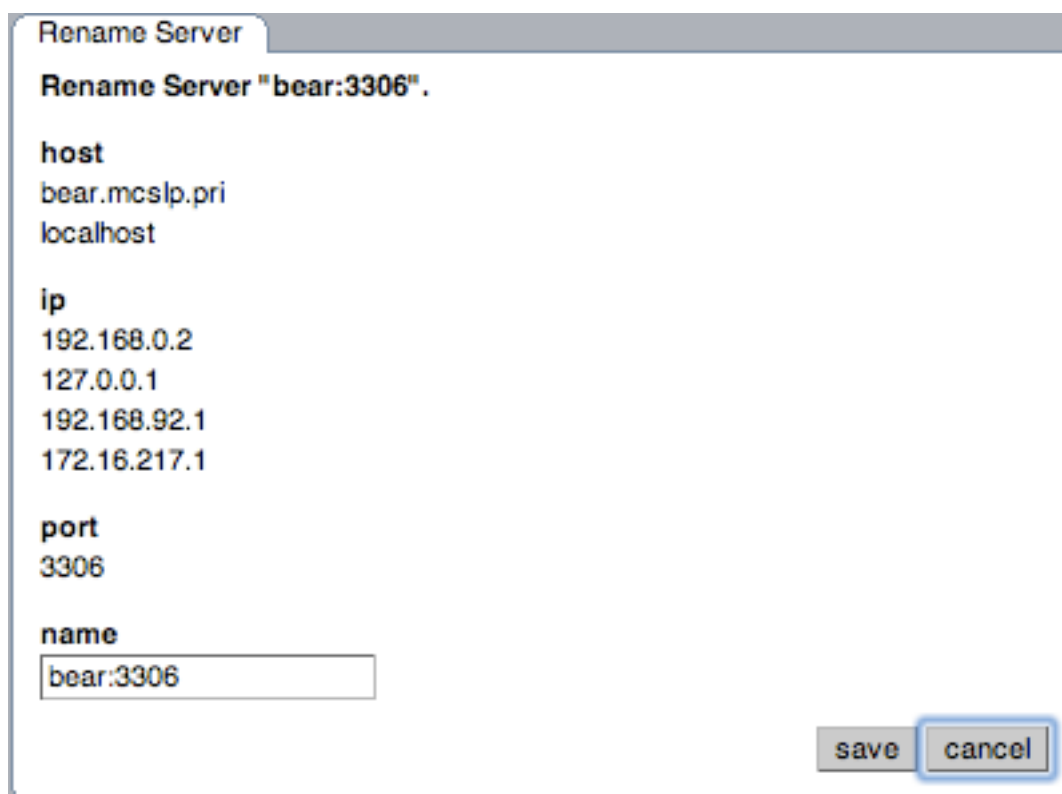 Rename Server
Rename Server "bear:3306".
host
bear.mcslp.pri
localhost
ip
192.168.0.2
127.0.0.1
192.168.92.1
172.16.217.1
port
3306
name
bear:3306
save cancel